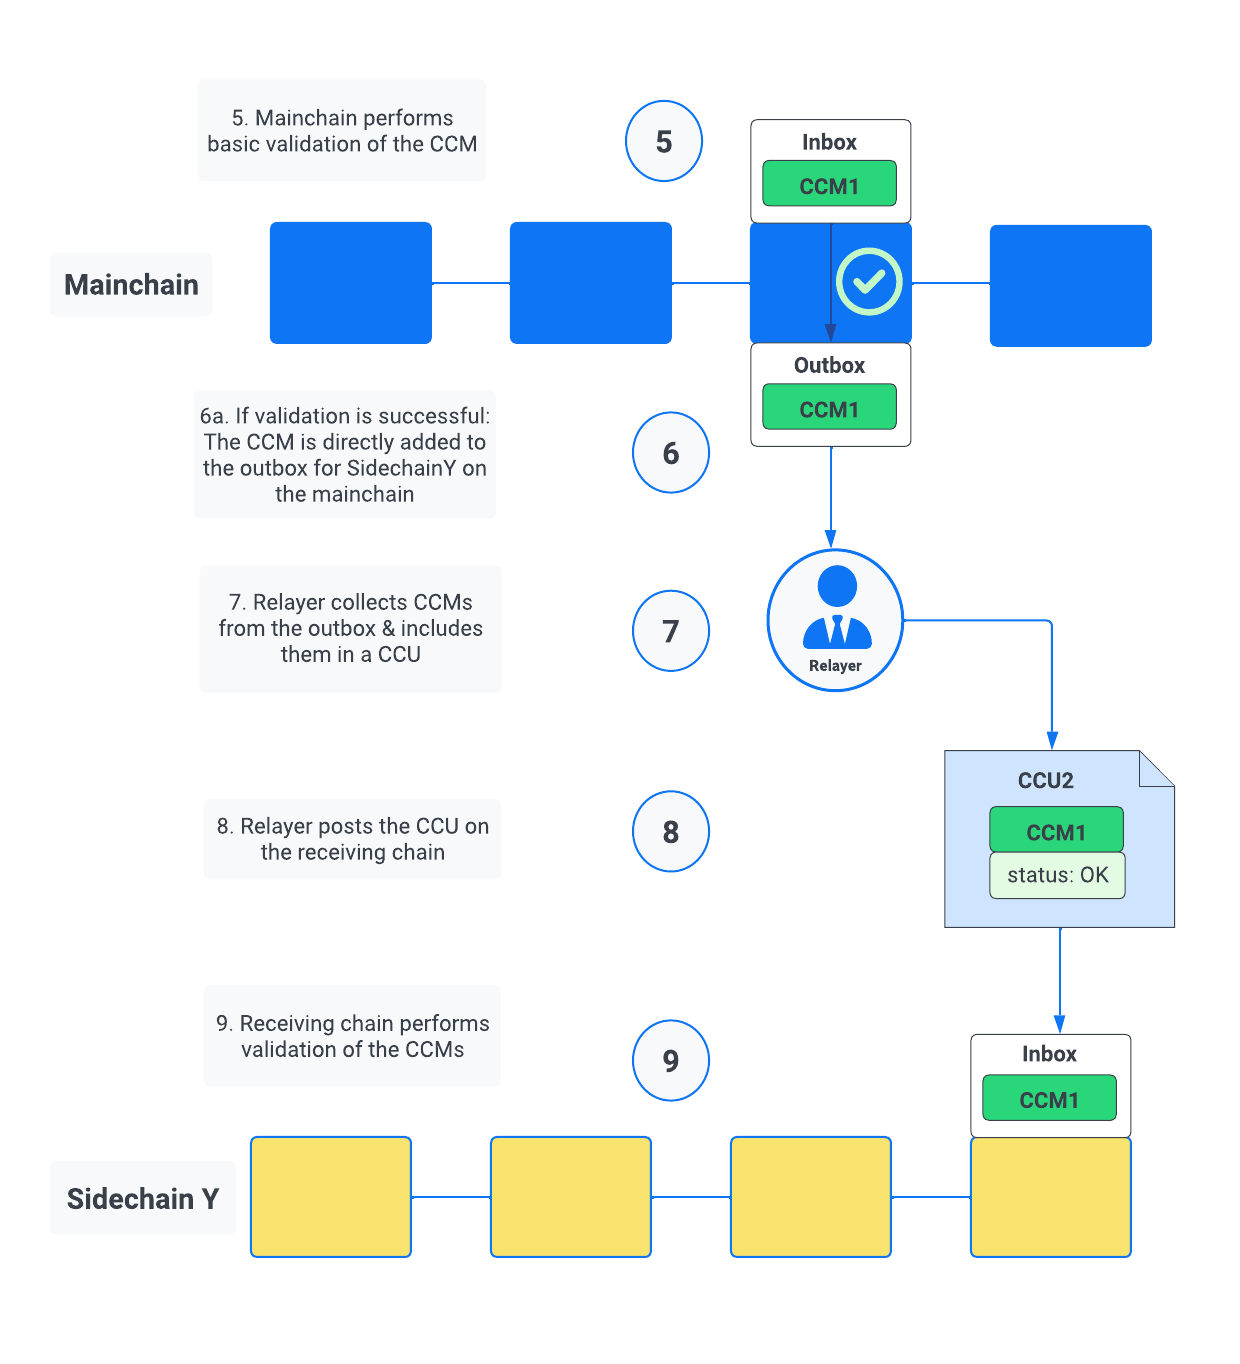 5. Mainchain performs
basic validation of the CCM
5
Inbox
CCM1
Mainchain
Outbox
CCM1
6a. If validation is successful:
The CCM is directly added to
the outbox for SidechainY on
the mainchain
6
7. Relayer collects CCMs
from the outbox & includes
them in a CCU
7
Relayer
CCU2
CCM1
status: OK
8. Relayer posts the CCU on
the receiving chain
8
9. Receiving chain performs
validation of the CCMs
9
Inbox
CCM1
Sidechain Y